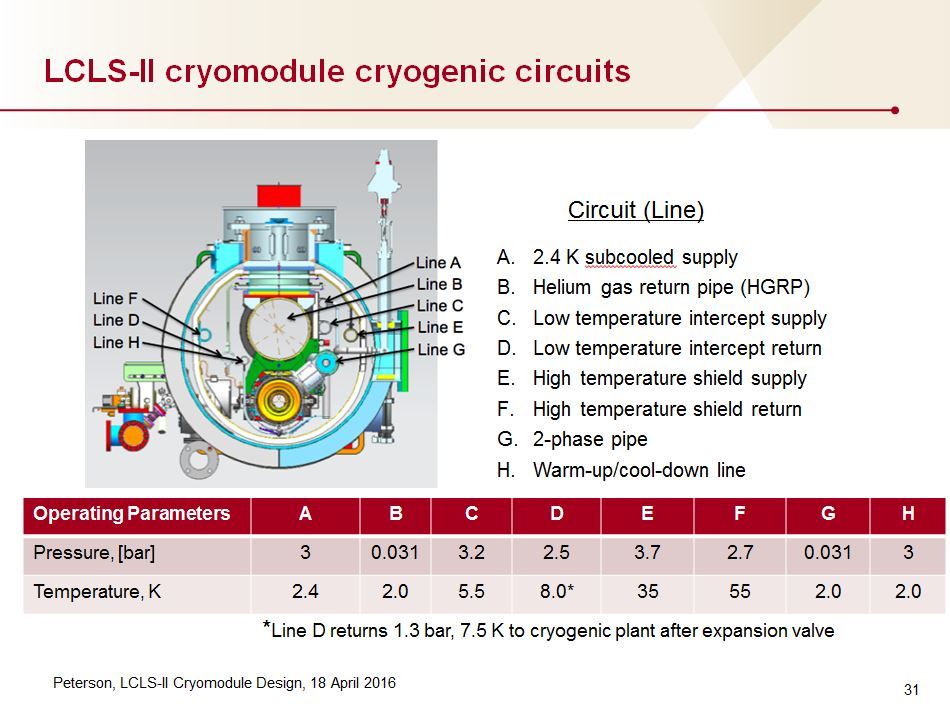 LCLS-II cryomodule cryogenic circuits
Line A
Line B
Line C
Line E
Line G
Line F
Line D
Line H
Circuit (Line)
A. 2.4 K subcooled supply
B. Helium gas return pipe (HGRP)
C. Low temperature intercept supply
D. Low temperature intercept return
E. High temperature shield supply
F. High temperature shield return
G. 2-phase pipe
H. Warm-up/cool-down line
Operating Parameters A B C D E F G H
Pressure, [bar] 3 0.031 3.2 2.5 3.7 2.7 0.031 3
Temperature, K 2.4 2.0 5.5 8.0* 35 55 2.0 2.0
*Line D returns 1.3 bar, 7.5 K to cryogenic plant after expansion valve
Peterson, LCLS-II Cryomodule Design, 18 April 2016
31